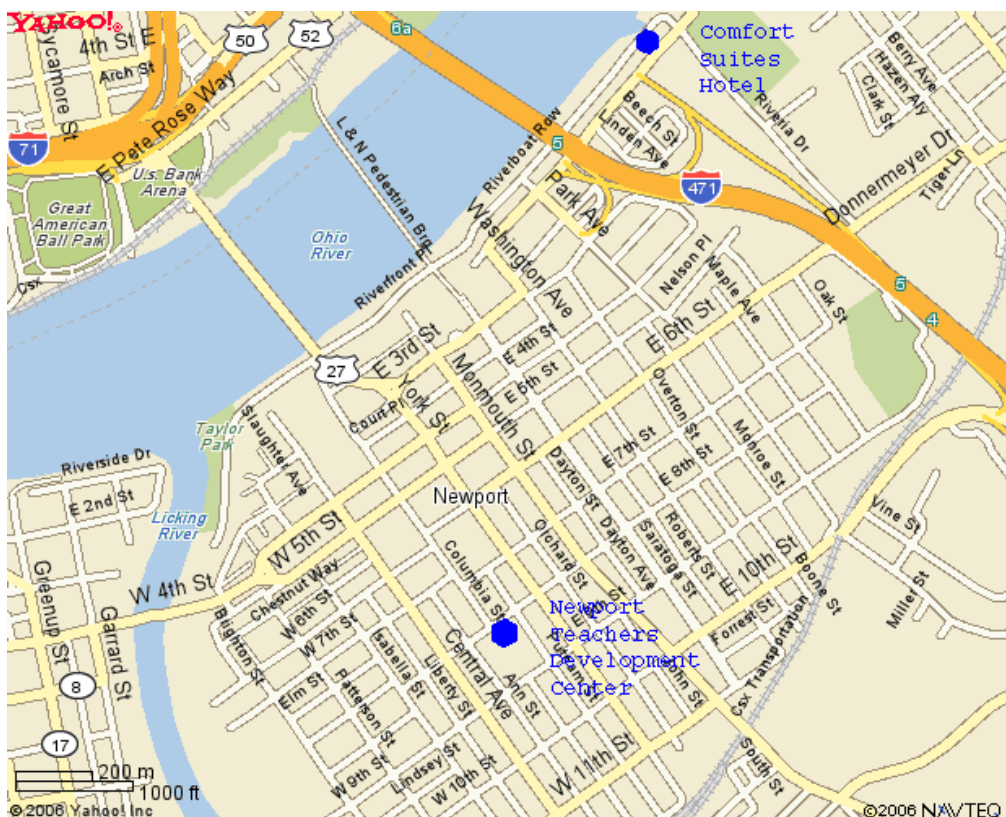 YAHOO!®
Sycamore St
4th St E
Arch St
50
52
6a
Comfort
Suites
Hotel
Berry Ave
Hazen Aly
Clark St
71
E Pete Rose Way
U.s. Bank
Arena
L & N Pedestrian Brg
Riverboat Row
Beech St
Linden Ave
Riveria Dr
5
471
Donnermeyer Dr
Tiger Ln
Great
American
Ball Park
Park Ave
Ohio
River
Washington Ave
Nelson Pl
Csx
Riverfront Pl
Maple Ave
Oak St
5
4
E 3rd St
E 4th St
E 6th St
27
E 5th St
Court Pl
York St
Monmouth St
Overton St
Taylor
Park
Slaughter Ave
Monroe St
Riverside Dr
E 7th St
E 8th St
E 2nd St
Dayton St
Newport
Licking
River
W 5th St
Orchard St
Dayton Ave
Saratoga St
Roberts St
Vine St
E 10th St
Boone St
Greenup St
W 4th St
Chestnut Way
Columbia St
Miller St
Garrard St
Brighton St
W 6th St
W 7th St
Newport
Teachers
Development
Center
Forrest St
Isabella St
Central Ave
Putnam St
John St
Csx Transportation
8
Elm St
Patterson St
Liberty St
Ann St
17
W 9th St
Lindsey St
W 10th St
W 11th St
South St
200 m
1000 ft
©2006 Yahoo! Inc
©2006 NAVTEQ